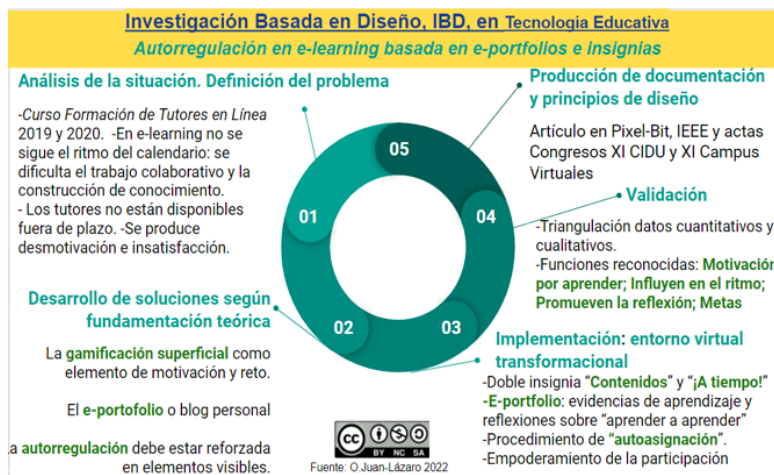 Investigación Basada en Diseño, IBD, en Tecnología Educativa
Autorregulación en e-learning basada en e-portfolios e insignias
Análisis de la situación. Definición del problema
-Curso Formación de Tutores en Línea
2019 y 2020. -En e-learning no se
sigue el ritmo del calendario: se
dificulta el trabajo colaborativo y la
construcción de conocimiento.
- Los tutores no están disponibles
fuera de plazo. -Se produce
desmotivación e insatisfacción.
01
Desarrollo de soluciones según
fundamentación teórica
La gamificación superficial como
elemento de motivación y reto.
El e-portofolio o blog personal
a autorregulación debe estar reforzada
en elementos visibles.
02
03
Implementación: entorno virtual
transformacional
-Doble insignia “Contenidos” y “¡A tiempo!”
-E-portfolio: evidencias de aprendizaje y
reflexiones sobre “aprender a aprender”
-Procedimiento de “autoasignación”.
-Empoderamiento de la participación
04
Validación
-Triangulación datos cuantitativos y
cualitativos.
-Funciones reconocidas: Motivación
por aprender; Influyen en el ritmo;
Promueven la reflexión; Metas
05
Producción de documentación
y principios de diseño
Artículo en Pixel-Bit, IEEE y actas
Congresos XI CIDU y XI Campus
Virtuales
cc
BY NC SA
Fuente: O.Juan-Lázaro 2022